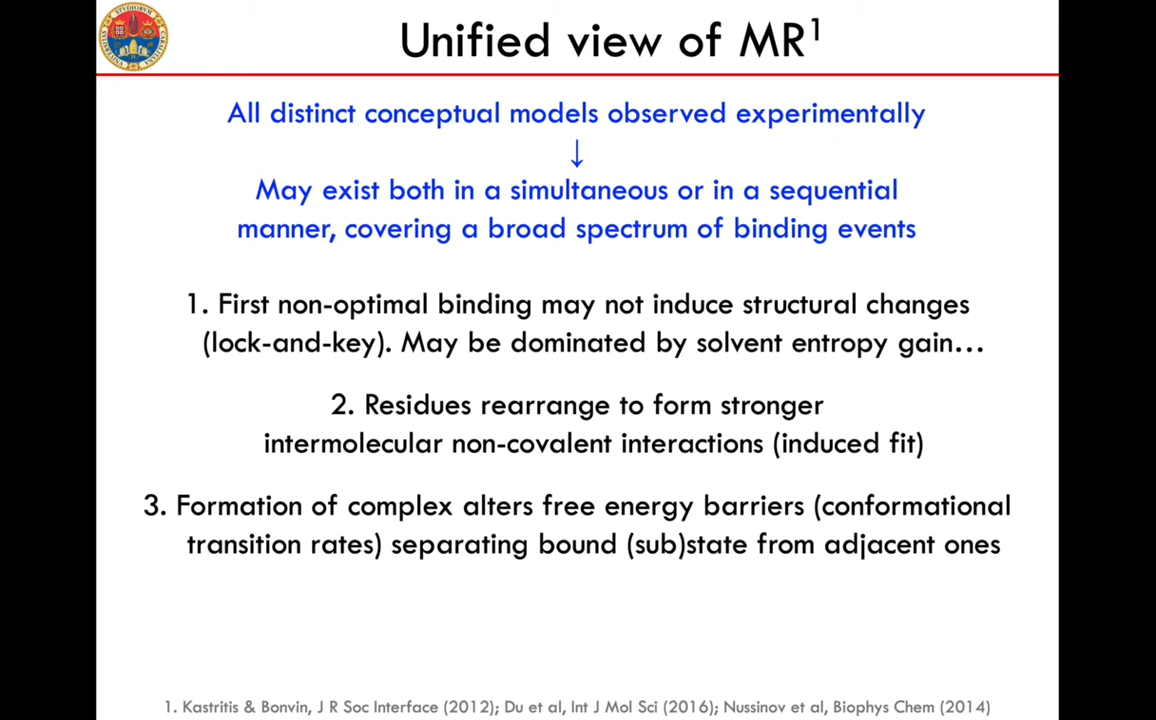 Unified view of MR¹
All distinct conceptual models observed experimentally
↓
May exist both in a simultaneous or in a sequential
manner, covering a broad spectrum of binding events
1. First non-optimal binding may not induce structural changes
(lock-and-key). May be dominated by solvent entropy gain…
2. Residues rearrange to form stronger
intermolecular non-covalent interactions (induced fit)
3. Formation of complex alters free energy barriers (conformational
transition rates) separating bound (sub)state from adjacent ones
1. Kastritis & Bonvin, J R Soc Interface (2012); Du et al, Int J Mol Sci (2016); Nussinov et al, Biophys Chem (2014)